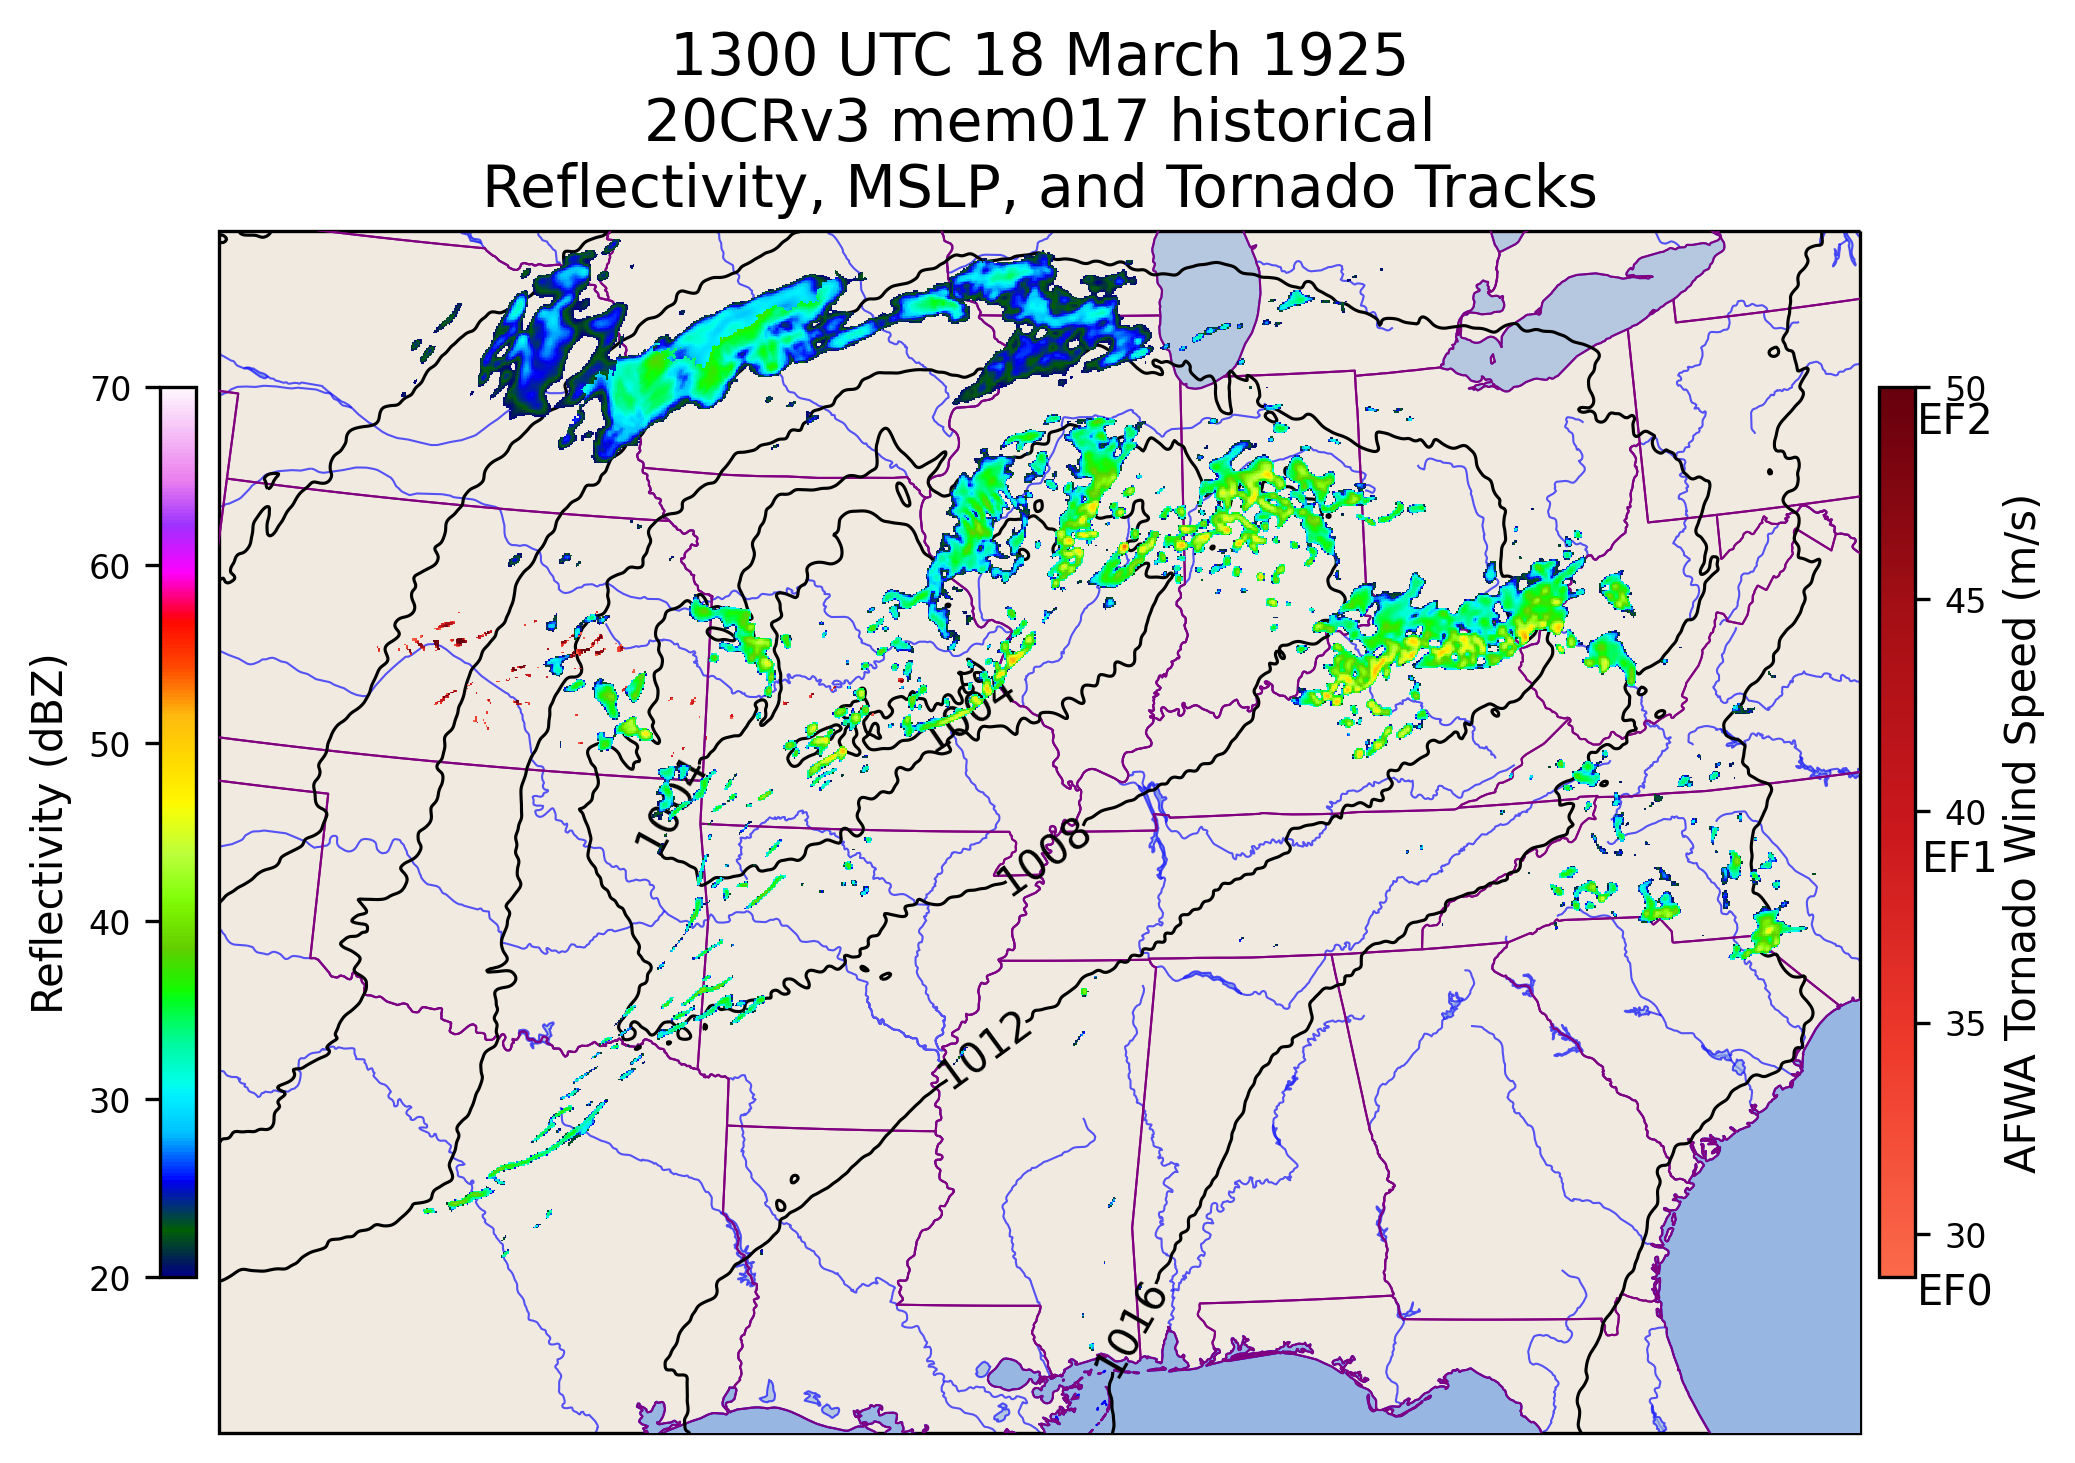 1300 UTC 18 March 1925
20CRv3 mem017 historical
Reflectivity, MSLP, and Tornado Tracks
Reflectivity (dBZ)
70
60
50
40
30
20
1004
1004
1008
1012
1016
50
EF2
45
40
EF1
35
30
EF0
AFWA Tornado Wind Speed (m/s)